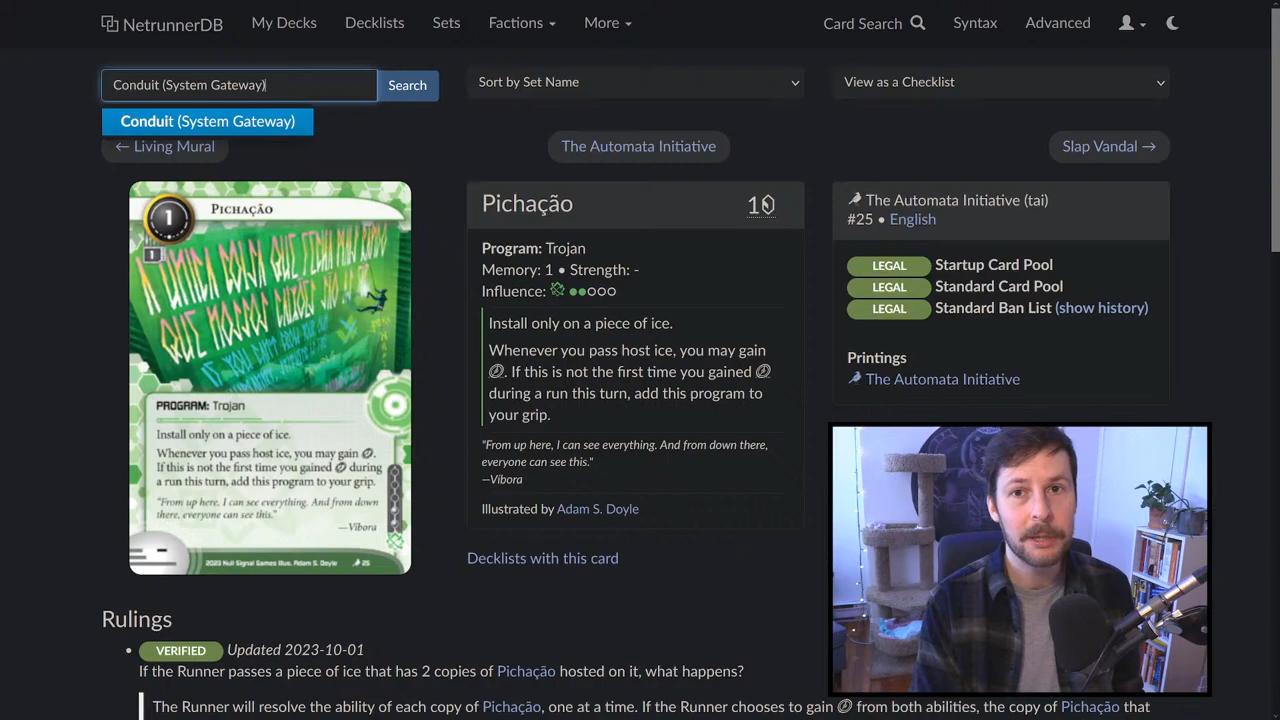 NetrunnerDB My Decks Decklists Sets Factions More Card Search Syntax Advanced
Conduit (System Gateway) Search Sort by Set Name View as a Checklist
Conduit (System Gateway)
← Living Mural The Automata Initiative Slap Vandal →
1 PICHAÇÃO
1
PROGRAM: Trojan
Install only on a piece of ice.
Whenever you pass host ice, you may gain
If this is not the first time you gained during
a run this turn, add this program to your grip.
"From up here, I can see everything. And from down
there, everyone can see this."
—Vibora
2023 Null Signal Games Illus. Adam S. Doyle 25
Pichação 1
Program: Trojan
Memory: 1 • Strength: -
Influence:
Install only on a piece of ice.
Whenever you pass host ice, you may gain
. If this is not the first time you gained
during a run this turn, add this program to
your grip.
"From up here, I can see everything. And from down there,
everyone can see this."
—Vibora
Illustrated by Adam S. Doyle
Decklists with this card
The Automata Initiative (tai)
#25 • English
LEGAL Startup Card Pool
LEGAL Standard Card Pool
LEGAL Standard Ban List (show history)
Printings
The Automata Initiative
Rulings
• VERIFIED Updated 2023-10-01
If the Runner passes a piece of ice that has 2 copies of Pichação hosted on it, what happens?
The Runner will resolve the ability of each copy of Pichação, one at a time. If the Runner chooses to gain from both abilities, the copy of Pichação that